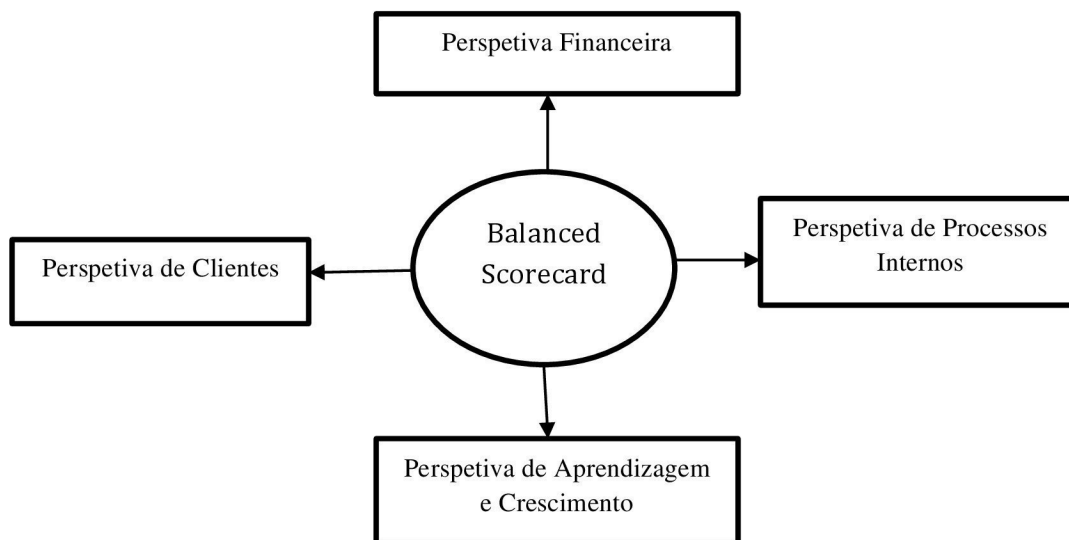 Perspetiva Financeira
Balanced
Scorecard
Perspetiva de Processos
Internos
Perspetiva de Clientes
Perspetiva de Aprendizagem
e Crescimento